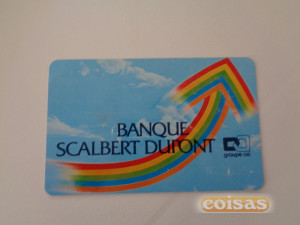 BANQUE
SCALBERT DUPONT
groupe cic
coisas